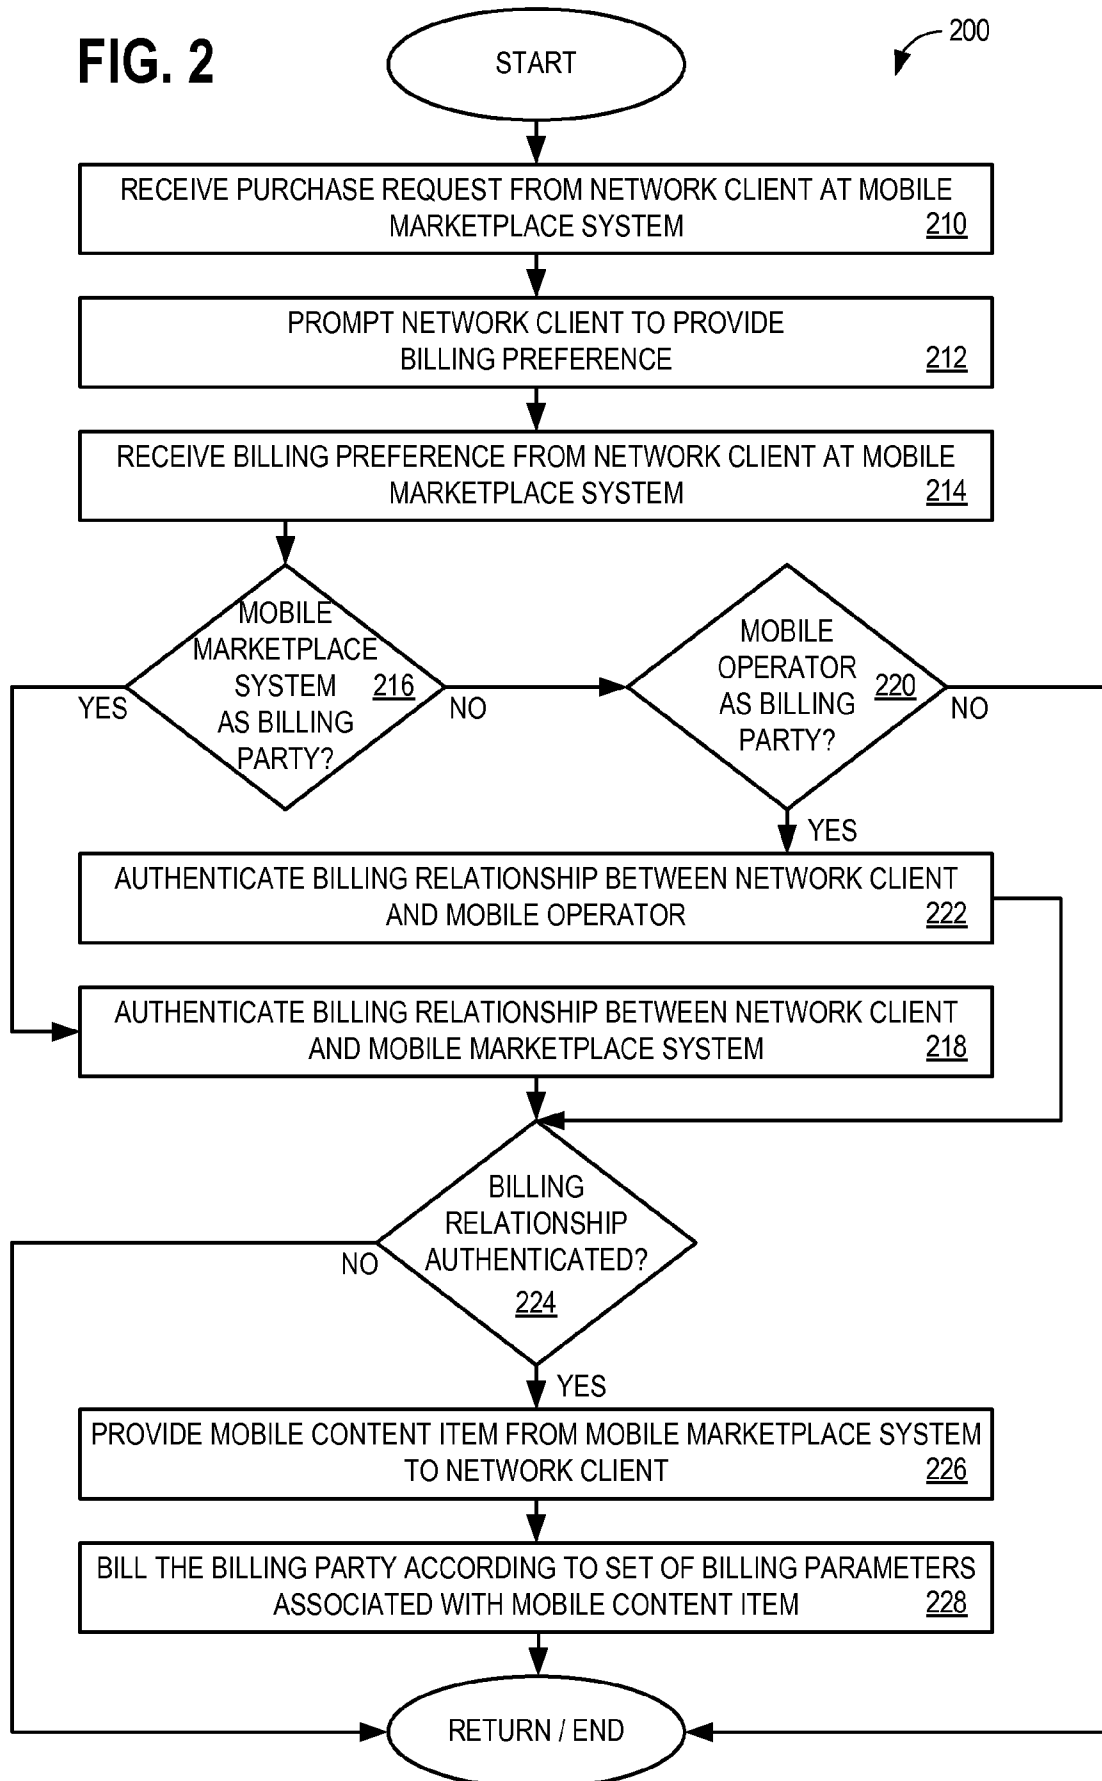 FIG. 2
START
200
RECEIVE PURCHASE REQUEST FROM NETWORK CLIENT AT MOBILE
MARKETPLACE SYSTEM
210
PROMPT NETWORK CLIENT TO PROVIDE
BILLING PREFERENCE
212
RECEIVE BILLING PREFERENCE FROM NETWORK CLIENT AT MOBILE
MARKETPLACE SYSTEM
214
MOBILE
MARKETPLACE
SYSTEM
AS BILLING
PARTY?
216
YES
NO
MOBILE
OPERATOR
AS BILLING
PARTY?
220
NO
YES
AUTHENTICATE BILLING RELATIONSHIP BETWEEN NETWORK CLIENT
AND MOBILE OPERATOR
222
AUTHENTICATE BILLING RELATIONSHIP BETWEEN NETWORK CLIENT
AND MOBILE MARKETPLACE SYSTEM
218
BILLING
RELATIONSHIP
AUTHENTICATED?
224
NO
YES
PROVIDE MOBILE CONTENT ITEM FROM MOBILE MARKETPLACE SYSTEM
TO NETWORK CLIENT
226
BILL THE BILLING PARTY ACCORDING TO SET OF BILLING PARAMETERS
ASSOCIATED WITH MOBILE CONTENT ITEM
228
RETURN / END